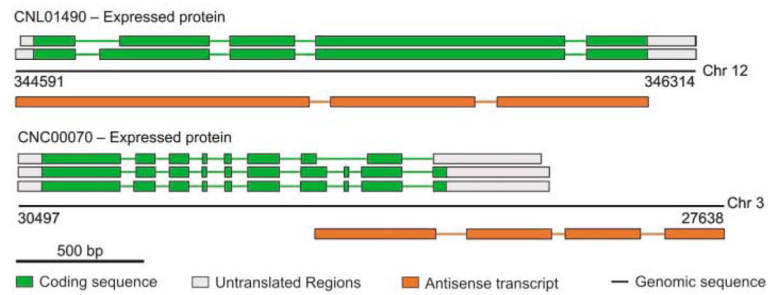 CNL01490 – Expressed protein
Chr 12
344591 346314
CNC00070 – Expressed protein
Chr 3
30497 27638
500 bp
Coding sequence Untranslated Regions Antisense transcript Genomic sequence